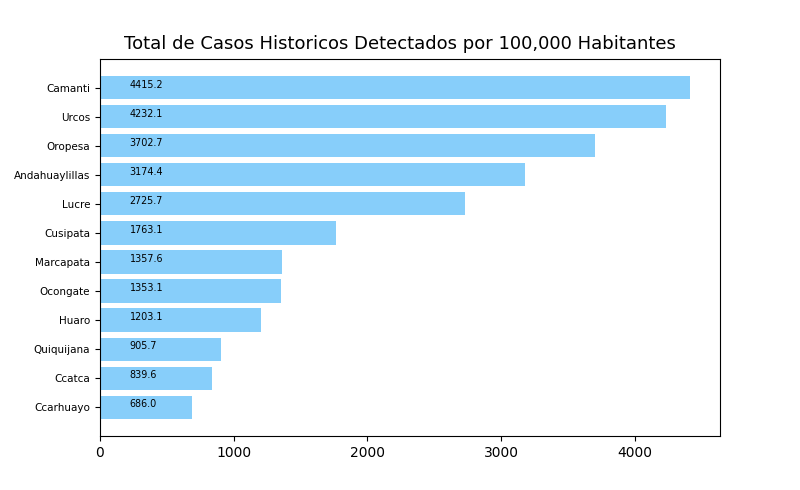 Total de Casos Historicos Detectados por 100,000 Habitantes
Camanti 4415.2
Urcos 4232.1
Oropesa 3702.7
Andahuaylillas 3174.4
Lucre 2725.7
Cusipata 1763.1
Marcapata 1357.6
Ocongate 1353.1
Huaro 1203.1
Quiquijana 905.7
Ccatca 839.6
Ccarhuayo 686.0
0 1000 2000 3000 4000